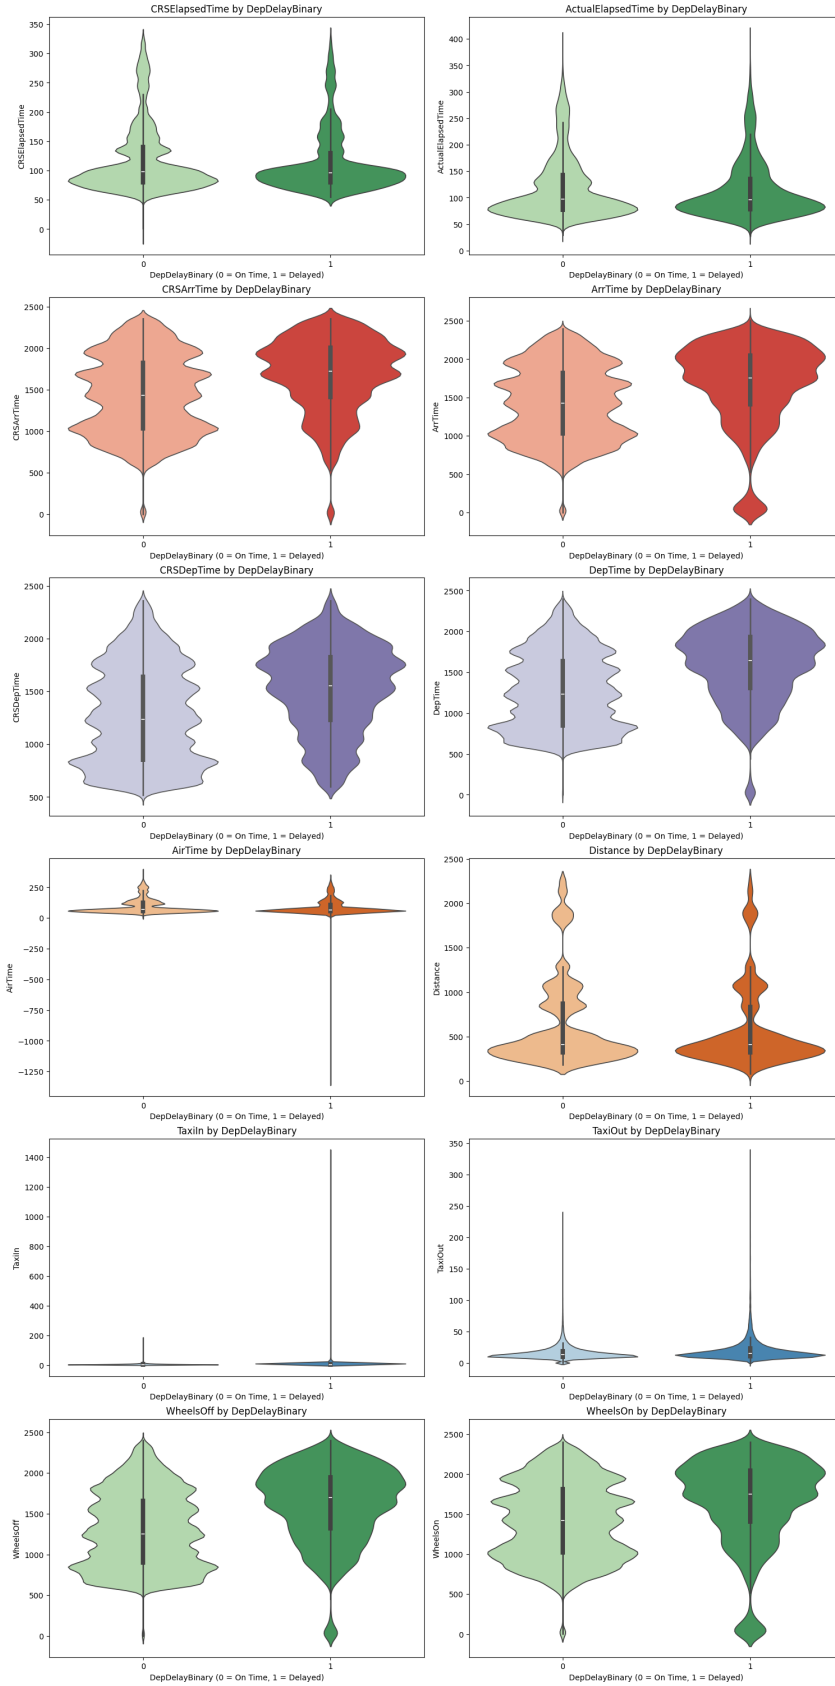 CRSElapsedTime by DepDelayBinary
350
300
250
200
150
100
50
0
CRSElapsedTime
0
1
DepDelayBinary (0 = On Time, 1 = Delayed)
ActualElapsedTime by DepDelayBinary
400
350
300
250
200
150
100
50
0
ActualElapsedTime
0
1
DepDelayBinary (0 = On Time, 1 = Delayed)
CRSArrTime by DepDelayBinary
2500
2000
1500
1000
500
0
CRSArrTime
0
1
DepDelayBinary (0 = On Time, 1 = Delayed)
ArrTime by DepDelayBinary
2500
2000
1500
1000
500
0
ArrTime
0
1
DepDelayBinary (0 = On Time, 1 = Delayed)
CRSDepTime by DepDelayBinary
2500
2000
1500
1000
500
CRSDepTime
0
1
DepDelayBinary (0 = On Time, 1 = Delayed)
DepTime by DepDelayBinary
2500
2000
1500
1000
500
0
DepTime
0
1
DepDelayBinary (0 = On Time, 1 = Delayed)
AirTime by DepDelayBinary
250
0
−250
−500
−750
−1000
−1250
AirTime
0
1
DepDelayBinary (0 = On Time, 1 = Delayed)
Distance by DepDelayBinary
2500
2000
1500
1000
500
0
Distance
0
1
DepDelayBinary (0 = On Time, 1 = Delayed)
TaxiIn by DepDelayBinary
1400
1200
1000
800
600
400
200
0
TaxiIn
0
1
DepDelayBinary (0 = On Time, 1 = Delayed)
TaxiOut by DepDelayBinary
350
300
250
200
150
100
50
0
TaxiOut
0
1
DepDelayBinary (0 = On Time, 1 = Delayed)
WheelsOff by DepDelayBinary
2500
2000
1500
1000
500
0
WheelsOff
0
1
DepDelayBinary (0 = On Time, 1 = Delayed)
WheelsOn by DepDelayBinary
2500
2000
1500
1000
500
0
WheelsOn
0
1
DepDelayBinary (0 = On Time, 1 = Delayed)